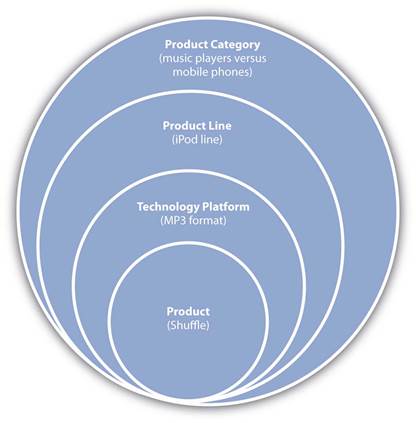 Product Category
(music players versus
mobile phones)
Product Line
(iPod line)
Technology Platform
(MP3 format)
Product
(Shuffle)